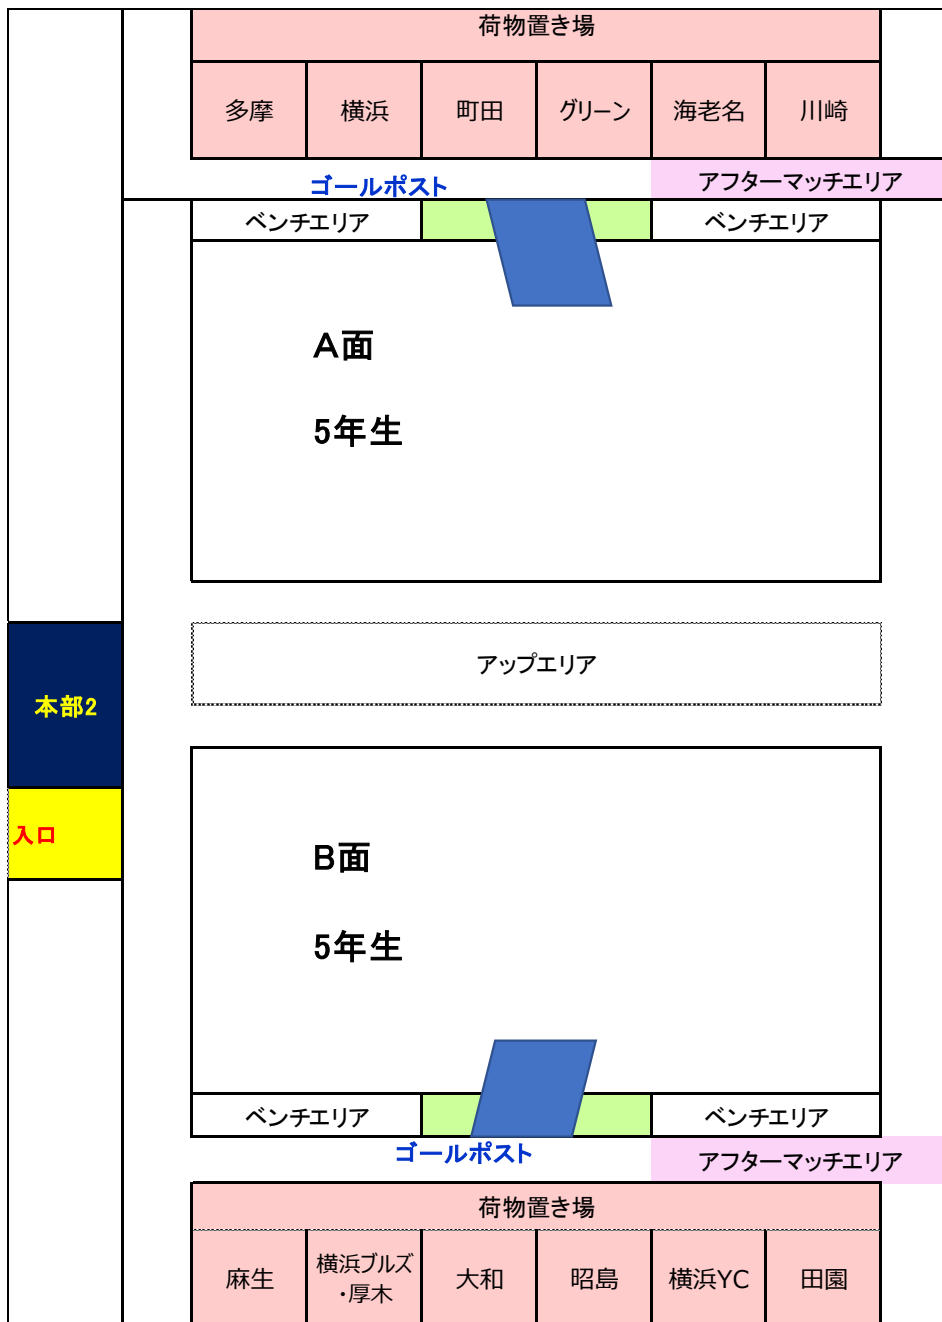 荷物置き場
多摩 横浜 町田 グリーン 海老名 川崎
ゴールポスト アフターマッチエリア
ベンチエリア ベンチエリア
A面
5年生
アップエリア
本部2
入口
B面
5年生
ベンチエリア ベンチエリア
ゴールポスト アフターマッチエリア
荷物置き場
麻生 横浜ブルズ 大和 昭島 横浜YC 田園
・厚木